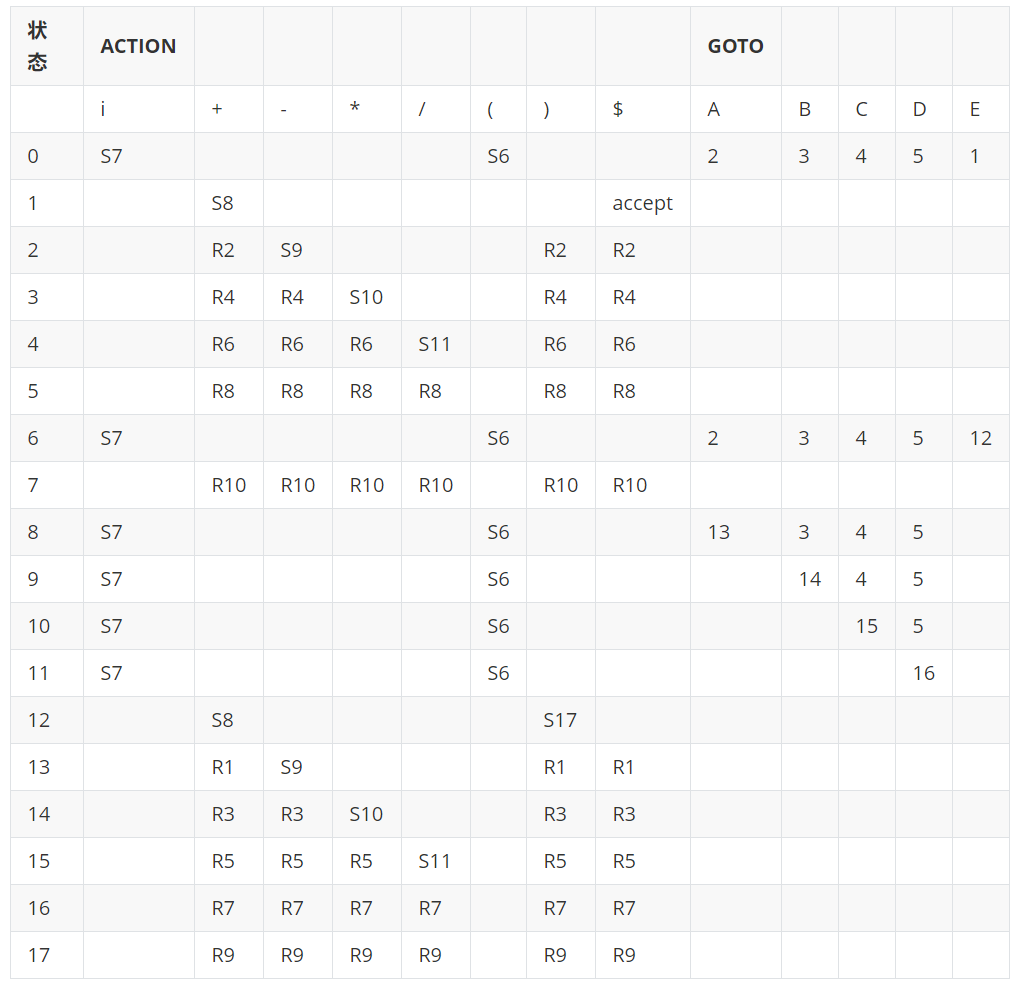 状态 ACTION GOTO
i + - * / ( ) $ A B C D E
0 S7 S6 2 3 4 5 1
1 S8 accept
2 R2 S9 R2 R2
3 R4 R4 S10 R4 R4
4 R6 R6 R6 S11 R6 R6
5 R8 R8 R8 R8 R8 R8
6 S7 S6 2 3 4 5 12
7 R10 R10 R10 R10 R10 R10
8 S7 S6 13 3 4 5
9 S7 S6 14 4 5
10 S7 S6 15 5
11 S7 S6 16
12 S8 S17
13 R1 S9 R1 R1
14 R3 R3 S10 R3 R3
15 R5 R5 R5 S11 R5 R5
16 R7 R7 R7 R7 R7 R7
17 R9 R9 R9 R9 R9 R9